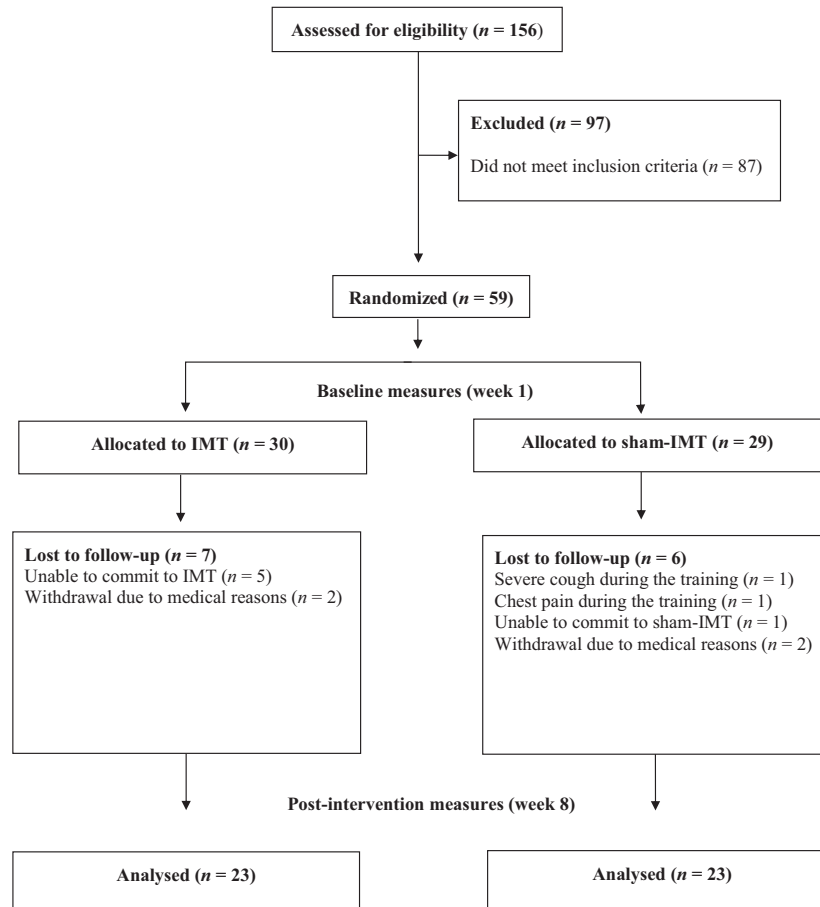 Assessed for eligibility (n = 156)
Excluded (n = 97)
Did not meet inclusion criteria (n = 87)
Randomized (n = 59)
Baseline measures (week 1)
Allocated to IMT (n = 30)
Allocated to sham-IMT (n = 29)
Lost to follow-up (n = 7)
Unable to commit to IMT (n = 5)
Withdrawal due to medical reasons (n = 2)
Lost to follow-up (n = 6)
Severe cough during the training (n = 1)
Chest pain during the training (n = 1)
Unable to commit to sham-IMT (n = 1)
Withdrawal due to medical reasons (n = 2)
Post-intervention measures (week 8)
Analysed (n = 23)
Analysed (n = 23)